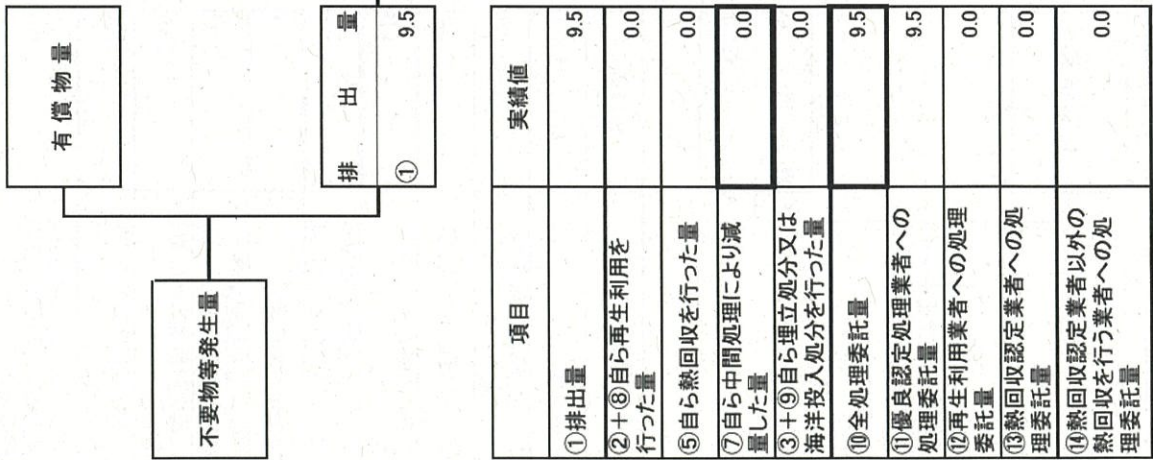 有償物量
不要物等発生量
排出量
① 9.5
項目 実績値
①排出量 9.5
②＋⑧自ら再生利用を
行った量 0.0
⑤自ら熱回収を行った量 0.0
⑦自ら中間処理により減
量した量 0.0
③＋⑨自ら埋立処分又は
海洋投入処分を行った量 0.0
⑩全処理委託量 9.5
⑪優良認定処理業者への
処理委託量 9.5
⑫再生利用業者への処理
委託量 0.0
⑬熱回収認定業者への処
理委託量 0.0
⑭熱回収認定業者以外の
熱回収を行う業者への処
理委託量 0.0